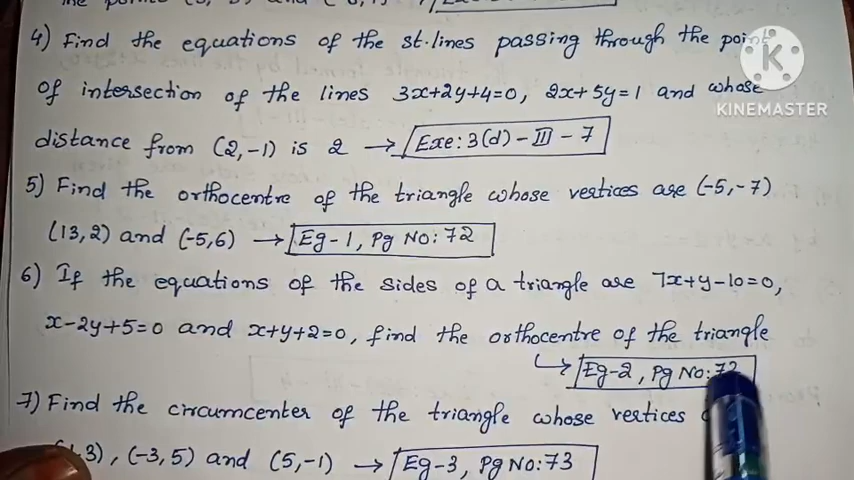 4) Find the equations of the st.lines passing through the point
of intersection of the lines 3x+2y+4=0, 2x+5y=1 and whose
distance from (2,-1) is 2 → Exe: 3(d) - III - 7
5) Find the orthocentre of the triangle whose vertices are (-5,-7)
(13,2) and (-5,6) → Eg-1, Pg No: 72
6) If the equations of the sides of a triangle are 7x+y-10=0,
x-2y+5=0 and x+y+2=0, find the orthocentre of the triangle
↳ Eg-2, Pg No:
7) Find the circumcenter of the triangle whose vertices
3), (-3,5) and (5,-1) → Eg-3, Pg No: 73
K
KINEMASTER